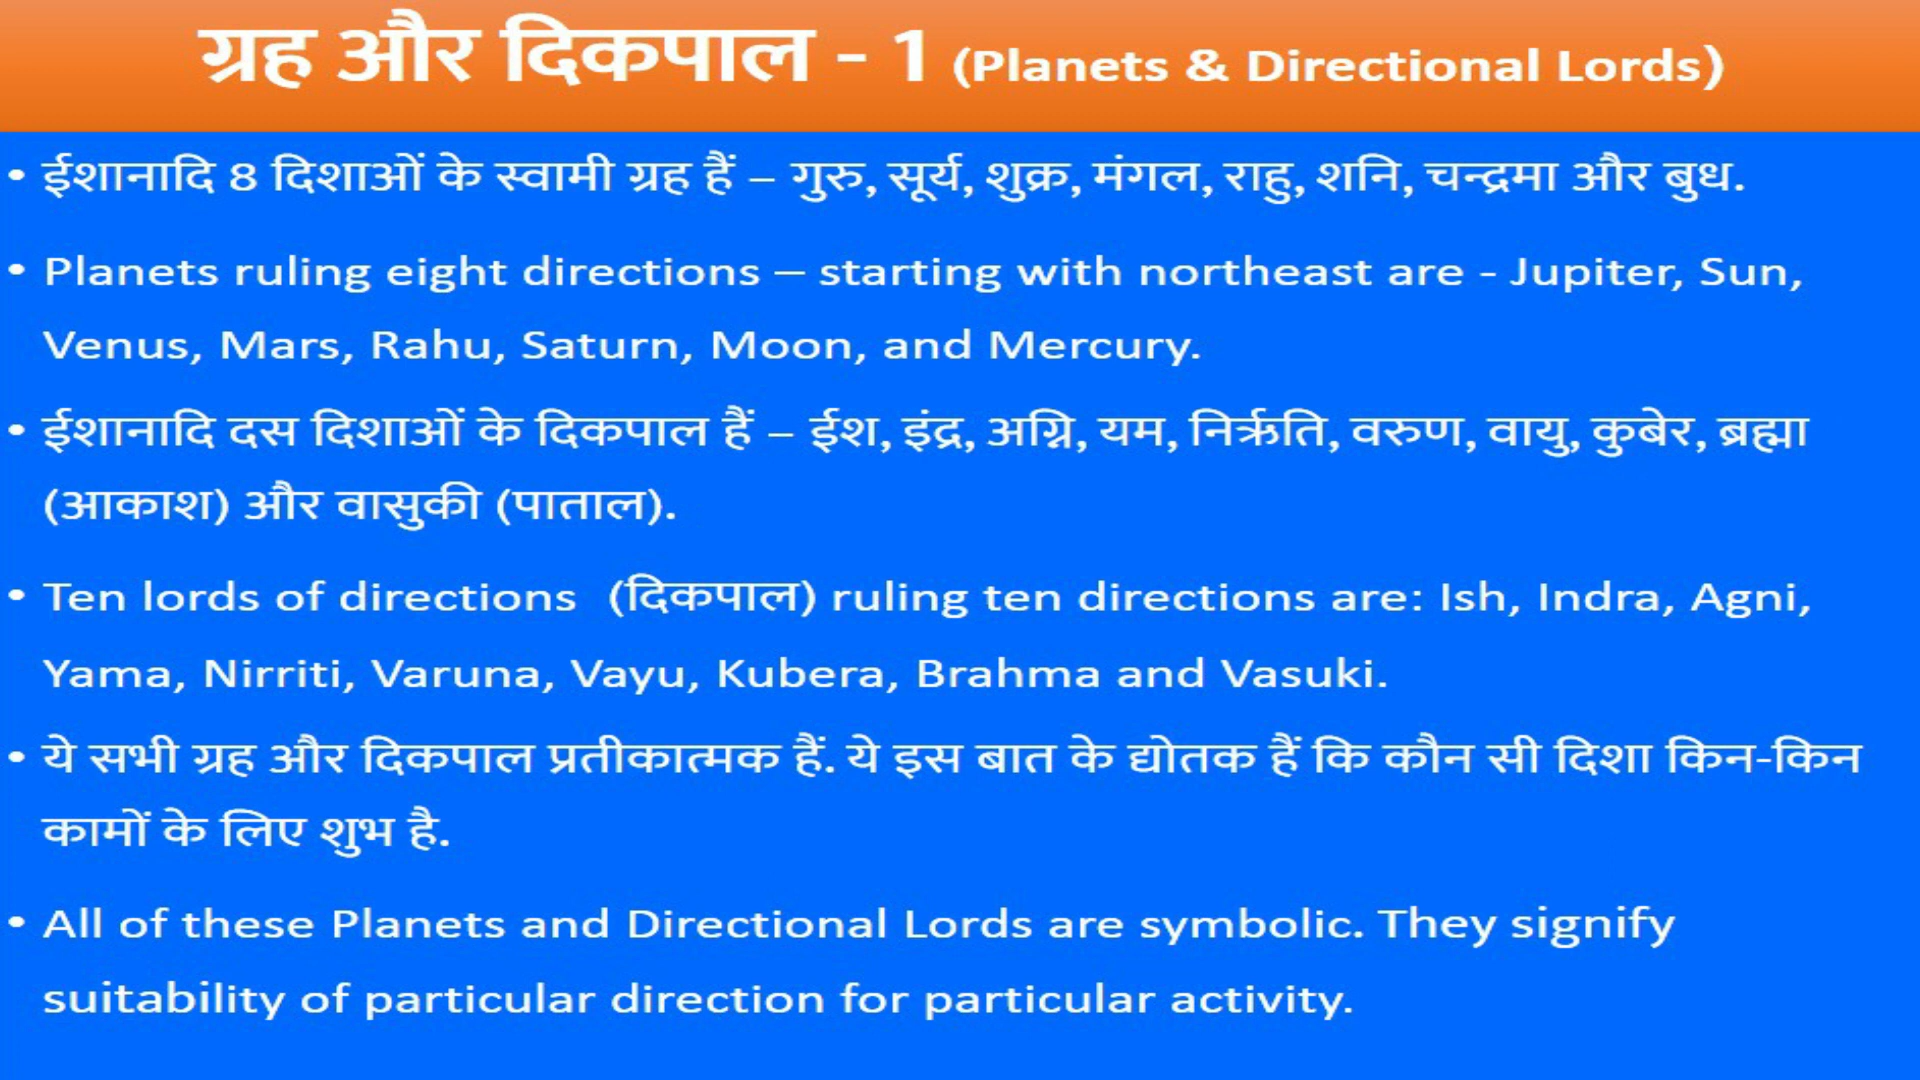 ग्रह और दिकपाल - 1 (Planets & Directional Lords)
• ईशानादि 8 दिशाओं के स्वामी ग्रह हैं – गुरु, सूर्य, शुक्र, मंगल, राहु, शनि, चन्द्रमा और बुध.
• Planets ruling eight directions – starting with northeast are - Jupiter, Sun,
Venus, Mars, Rahu, Saturn, Moon, and Mercury.
• ईशानादि दस दिशाओं के दिकपाल हैं – ईश, इंद्र, अग्नि, यम, निर्ऋति, वरुण, वायु, कुबेर, ब्रह्मा
(आकाश) और वासुकी (पाताल).
• Ten lords of directions (दिकपाल) ruling ten directions are: Ish, Indra, Agni,
Yama, Nirriti, Varuna, Vayu, Kubera, Brahma and Vasuki.
• ये सभी ग्रह और दिकपाल प्रतीकात्मक हैं. ये इस बात के द्योतक हैं कि कौन सी दिशा किन-किन
कामों के लिए शुभ है.
• All of these Planets and Directional Lords are symbolic. They signify
suitability of particular direction for particular activity.